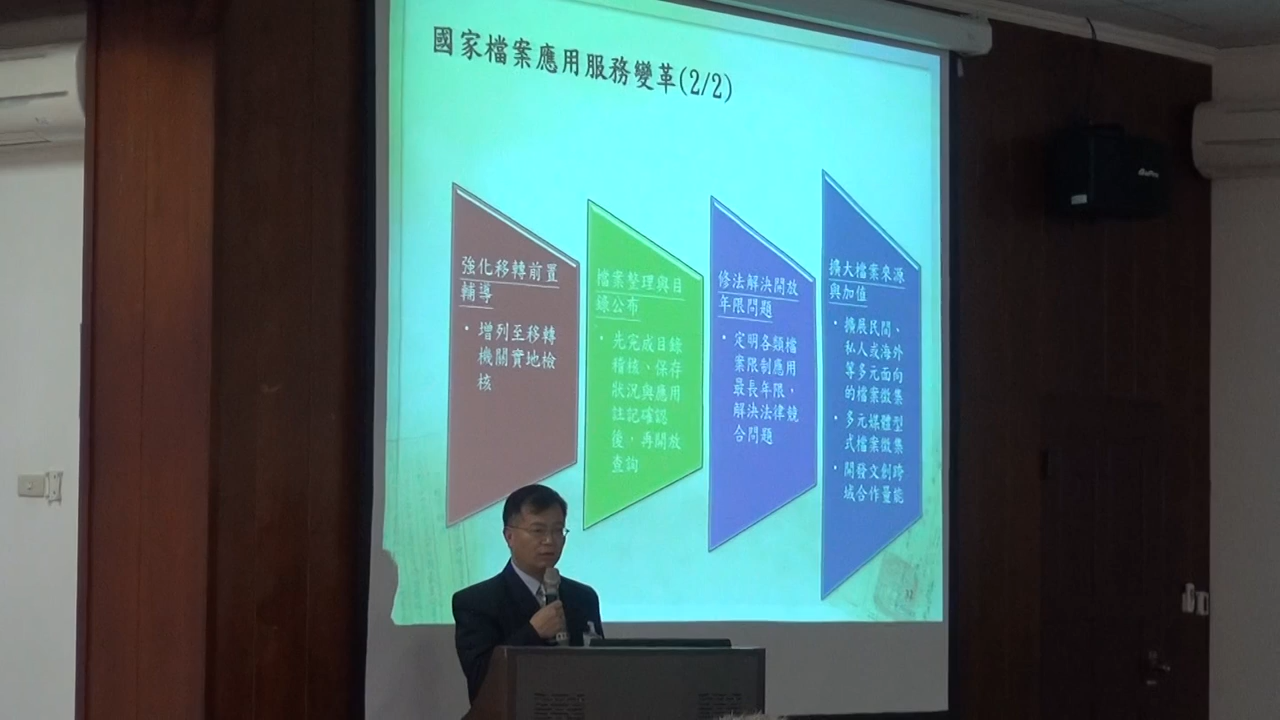 國家檔案應用服務變革(2/2)
強化移轉前置
輔導
• 增列至移轉
機關實地檢
核
檔案整理與目
錄公布
• 先完成目錄
稽核、保存
狀況與應用
註記確認
後，再開放
查詢
修法解決開放
年限問題
• 定明各類檔
案限制應用
最長年限，
解決法律競
合問題
擴大檔案來源
與加值
• 擴展民間、
私人或海外
等多元面向
的檔案徵集
• 多元媒體型
式檔案徵集
• 開發文創跨
域合作量能